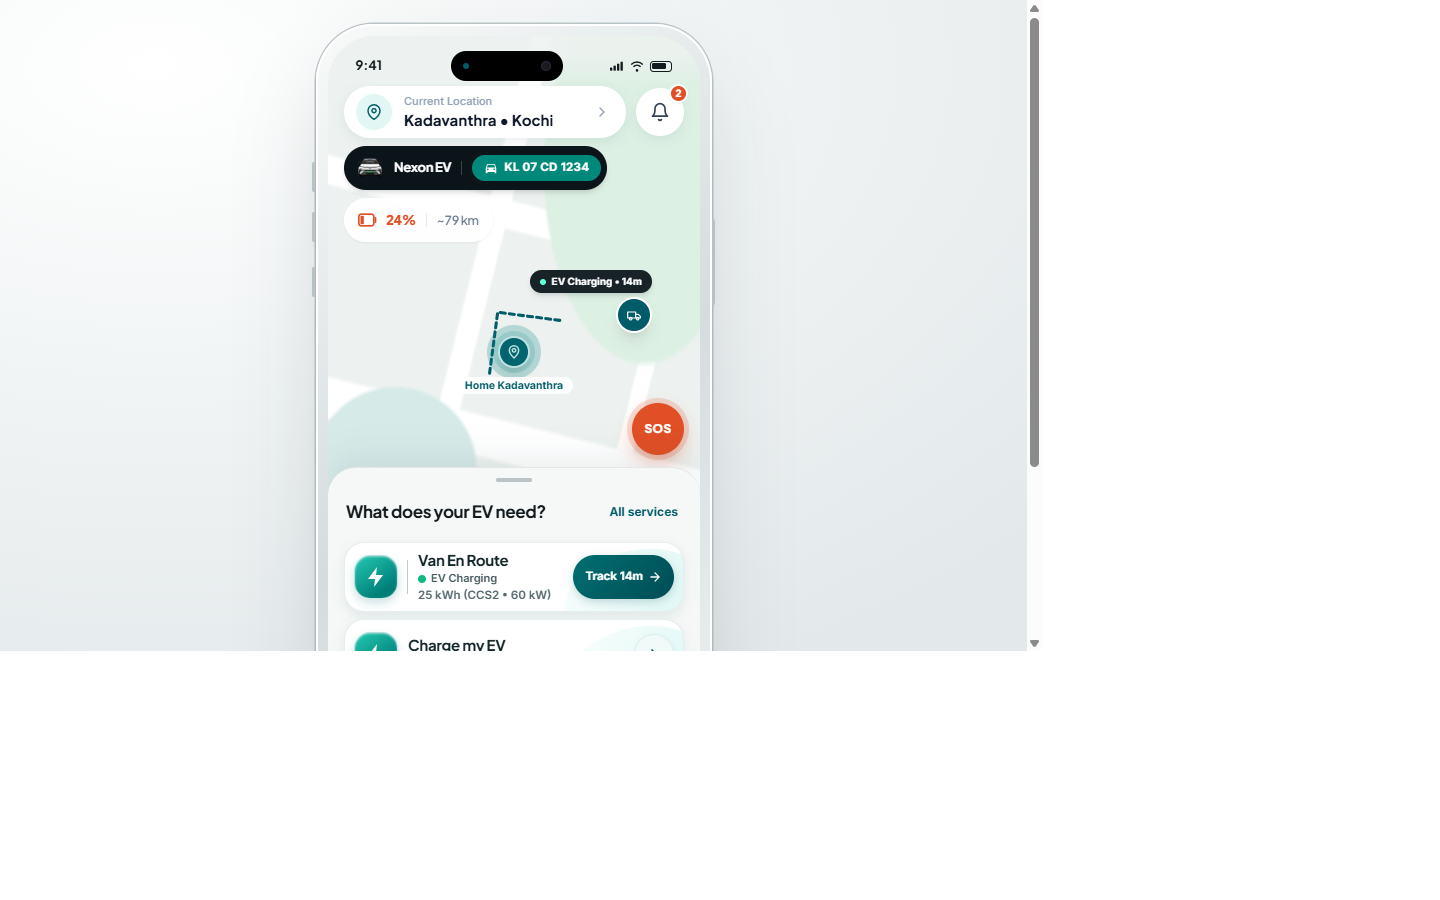 9:41
2
Current Location
Kadavanthra • Kochi
Nexon EV
KL 07 CD 1234
24%
~79 km
EV Charging • 14m
Home Kadavanthra
SOS
What does your EV need?
All services
Van En Route
EV Charging
25 kWh (CCS2 • 60 kW)
Track 14m
Charge my EV